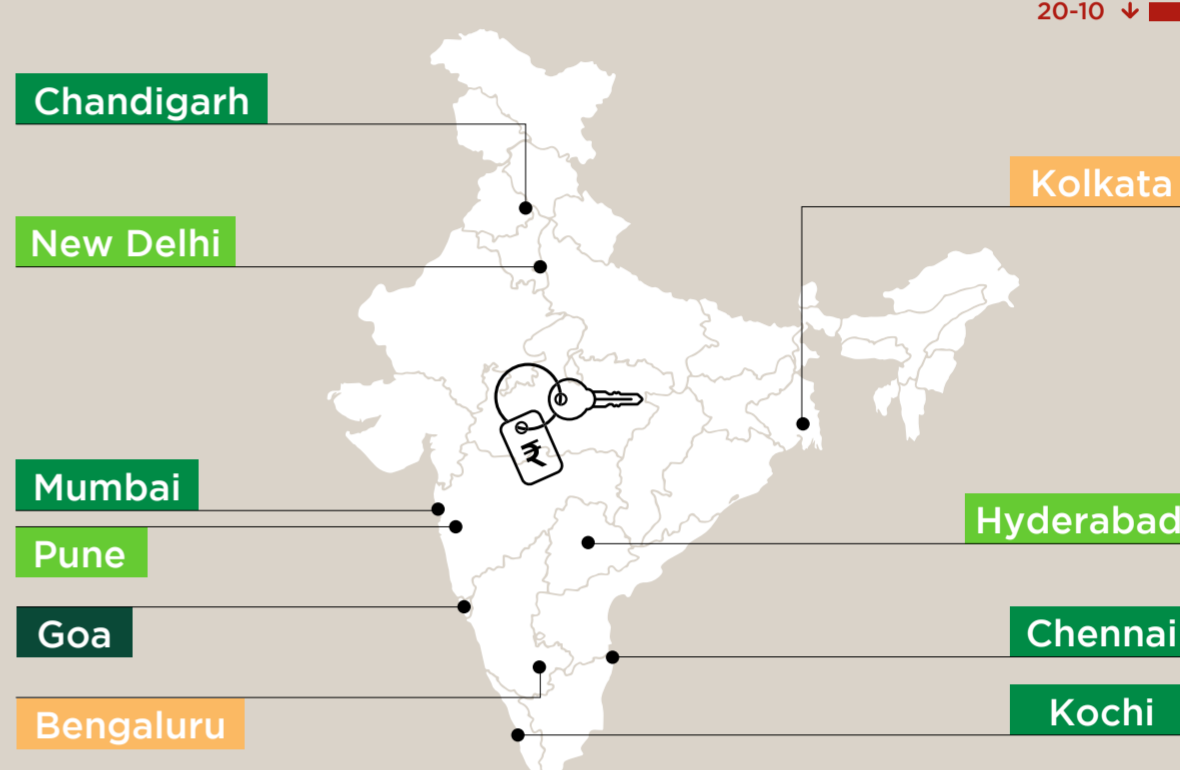 20-10 ↓
Chandigarh
Kolkata
New Delhi
₹
Mumbai
Hyderabad
Pune
Goa
Chennai
Bengaluru
Kochi